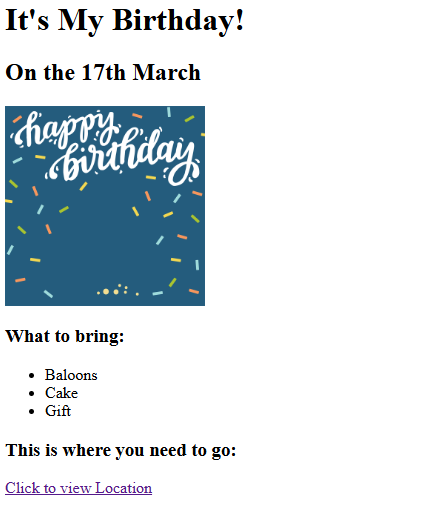 It's My Birthday!
On the 17th March
happy
birthday
What to bring:
Baloons
Cake
Gift
This is where you need to go:
Click to view Location